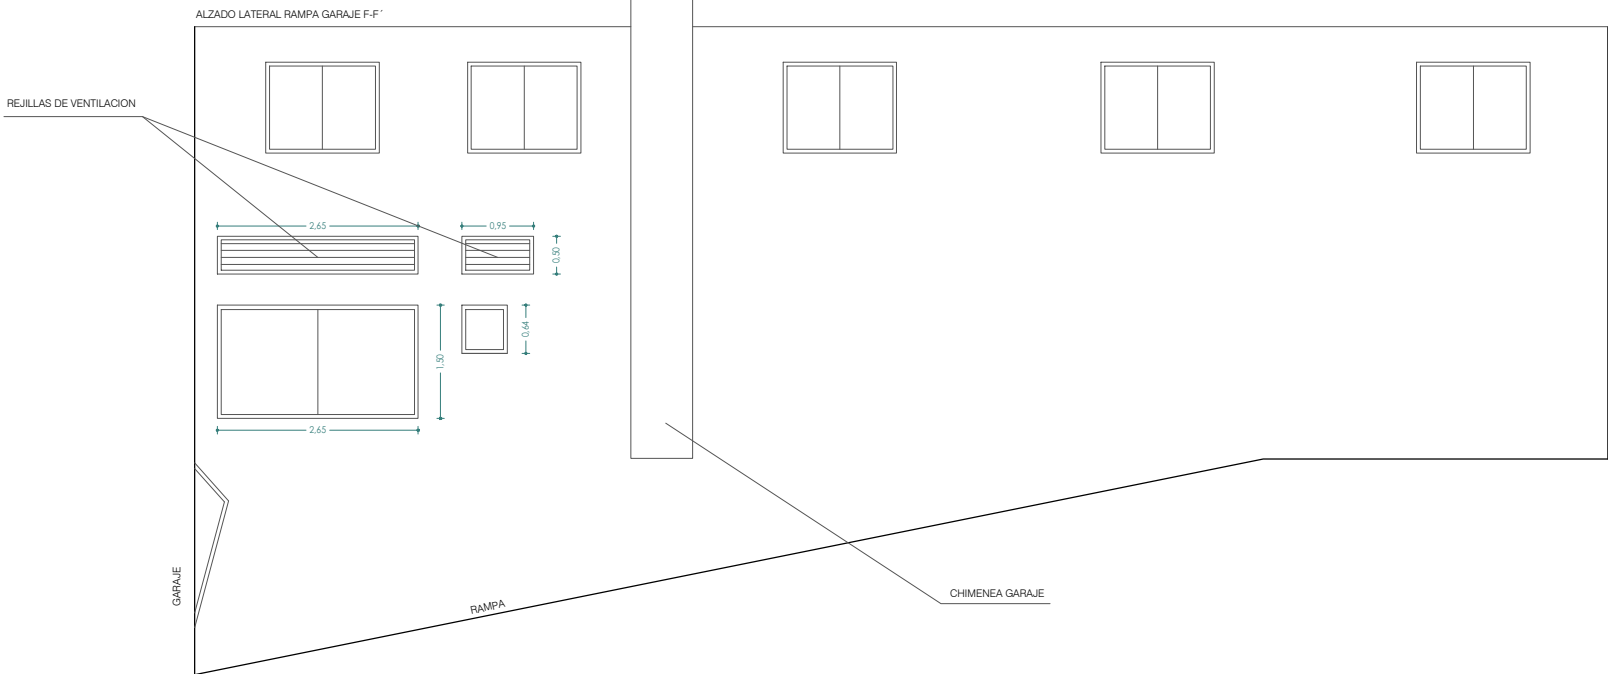 ALZADO LATERAL RAMPA GARAJE F-F´
REJILLAS DE VENTILACION
2,65
0,95
0,50
0,64
1,50
2,65
GARAJE
RAMPA
CHIMENEA GARAJE